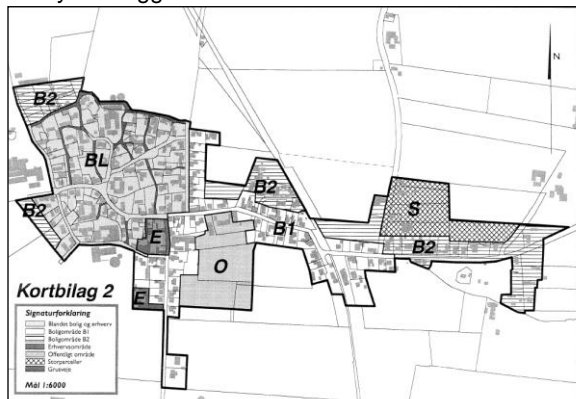 N
B2
BL
B2
B2
S
E
B1
B2
O
E
Kortbilag 2
Signaturforklaring
Blandet bolig og erhverv
Boligområde B1
Boligområde B2
Erhvervsområde
Offentligt område
Storparceller
Grusveje
Mål 1:6000